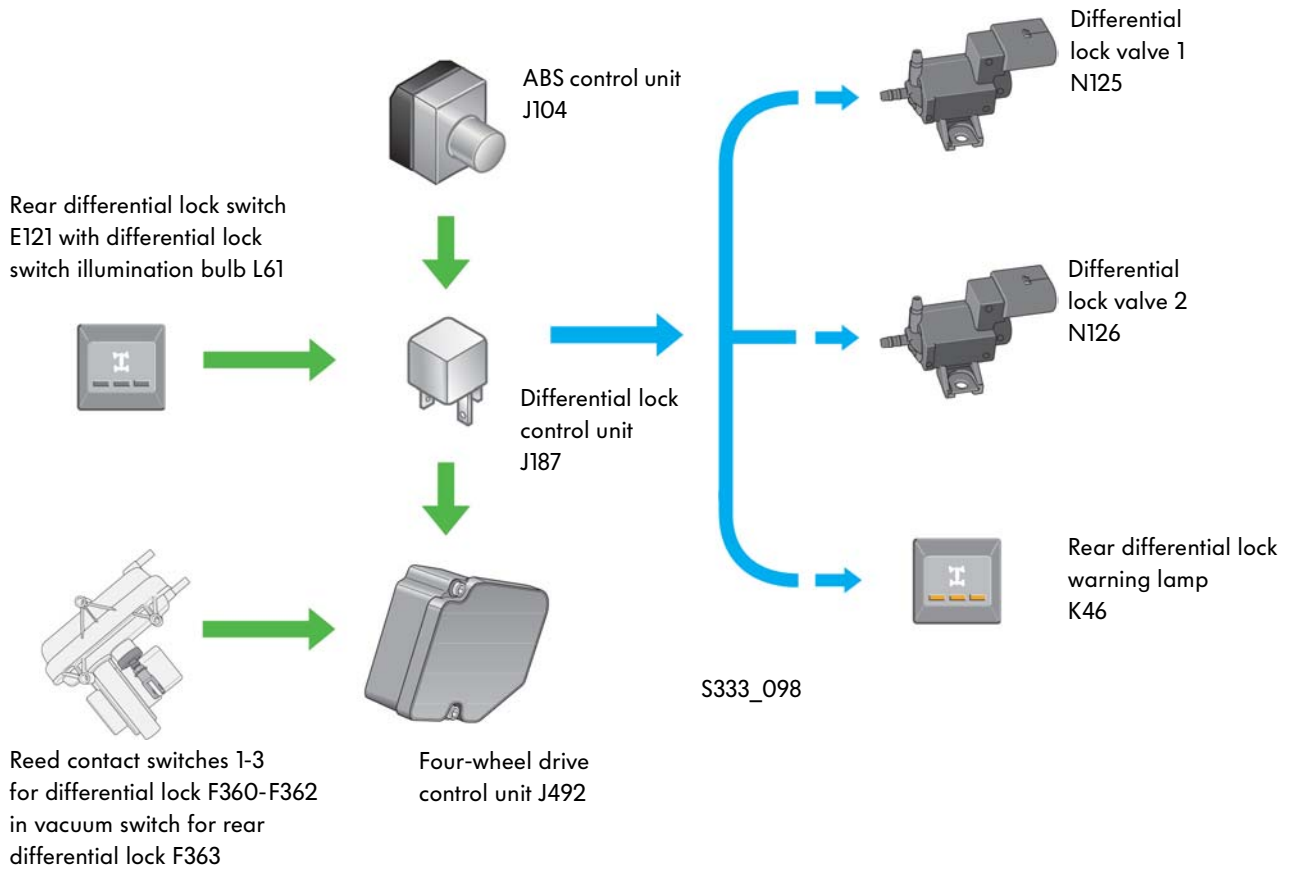 ABS control unit
J104
Rear differential lock switch
E121 with differential lock
switch illumination bulb L61
Differential lock
control unit
J187
Reed contact switches 1-3
for differential lock F360-F362
in vacuum switch for rear
differential lock F363
Four-wheel drive
control unit J492
Differential
lock valve 1
N125
Differential
lock valve 2
N126
Rear differential lock
warning lamp
K46
S333_098